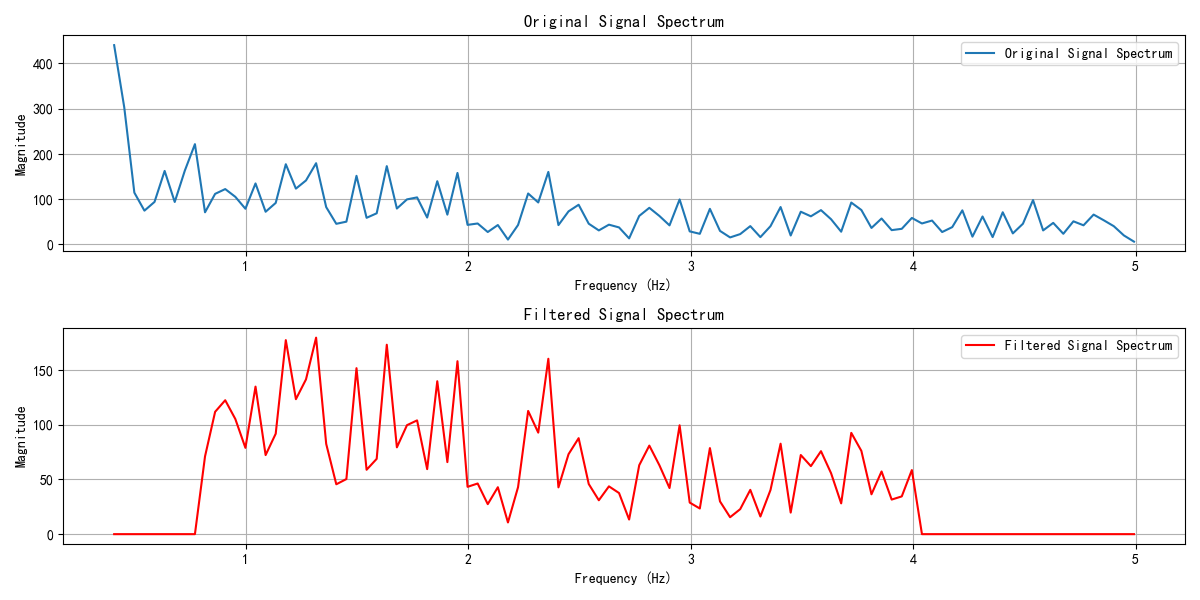 Original Signal Spectrum
Original Signal Spectrum
Magnitude
400
300
200
100
0
1
2
3
4
5
Frequency (Hz)
Filtered Signal Spectrum
Filtered Signal Spectrum
Magnitude
150
100
50
0
1
2
3
4
5
Frequency (Hz)